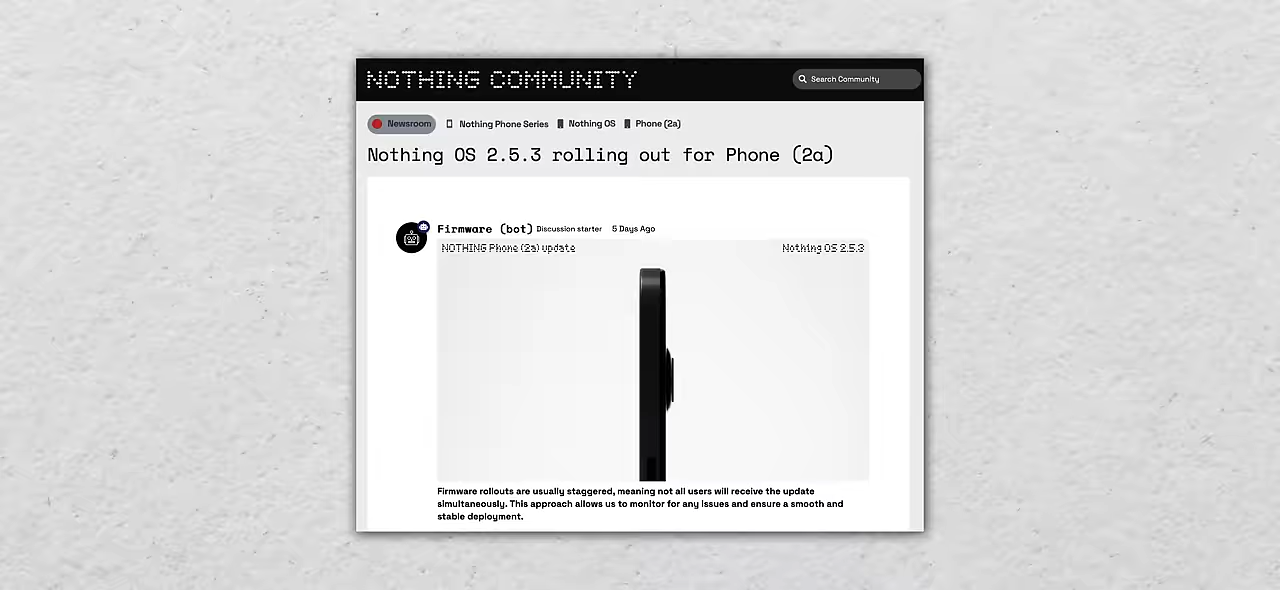 NOTHING COMMUNITY
Search Community
Newsroom
Nothing Phone Series
Nothing OS
Phone (2a)
Nothing OS 2.5.3 rolling out for Phone (2a)
Firmware (bot) Discussion starter 5 Days Ago
NOTHING Phone (2a) update
Nothing OS 2.5.3
Firmware rollouts are usually staggered, meaning not all users will receive the update
simultaneously. This approach allows us to monitor for any issues and ensure a smooth and
stable deployment.